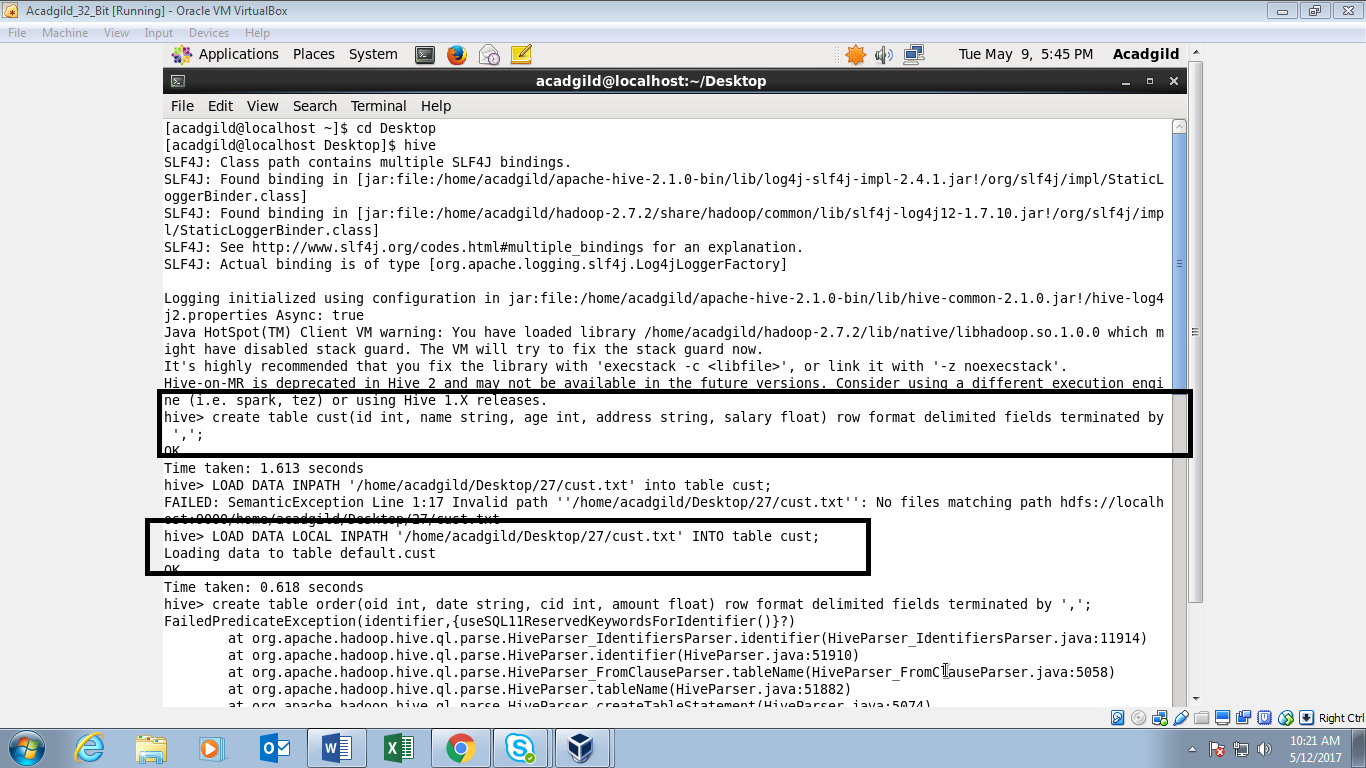 Acadgild_32_Bit [Running] - Oracle VM VirtualBox
File Machine View Input Devices Help
Applications Places System Tue May 9, 5:45 PM Acadgild
acadgild@localhost:~/Desktop
File Edit View Search Terminal Help
[acadgild@localhost ~]$ cd Desktop
[acadgild@localhost Desktop]$ hive
SLF4J: Class path contains multiple SLF4J bindings.
SLF4J: Found binding in [jar:file:/home/acadgild/apache-hive-2.1.0-bin/lib/log4j-slf4j-impl-2.4.1.jar!/org/slf4j/impl/StaticL
oggerBinder.class]
SLF4J: Found binding in [jar:file:/home/acadgild/hadoop-2.7.2/share/hadoop/common/lib/slf4j-log4j12-1.7.10.jar!/org/slf4j/imp
l/StaticLoggerBinder.class]
SLF4J: See http://www.slf4j.org/codes.html#multiple_bindings for an explanation.
SLF4J: Actual binding is of type [org.apache.logging.slf4j.Log4jLoggerFactory]
Logging initialized using configuration in jar:file:/home/acadgild/apache-hive-2.1.0-bin/lib/hive-common-2.1.0.jar!/hive-log4
j2.properties Async: true
Java HotSpot(TM) Client VM warning: You have loaded library /home/acadgild/hadoop-2.7.2/lib/native/libhadoop.so.1.0.0 which m
ight have disabled stack guard. The VM will try to fix the stack guard now.
It's highly recommended that you fix the library with 'execstack -c <libfile>', or link it with '-z noexecstack'.
Hive-on-MR is deprecated in Hive 2 and may not be available in the future versions. Consider using a different execution engi
ne (i.e. spark, tez) or using Hive 1.X releases.
hive> create table cust(id int, name string, age int, address string, salary float) row format delimited fields terminated by
',';
OK
Time taken: 1.613 seconds
hive> LOAD DATA INPATH '/home/acadgild/Desktop/27/cust.txt' into table cust;
FAILED: SemanticException Line 1:17 Invalid path ''/home/acadgild/Desktop/27/cust.txt'': No files matching path hdfs://localh
ost:9000/home/acadgild/Desktop/27/cust.txt
hive> LOAD DATA LOCAL INPATH '/home/acadgild/Desktop/27/cust.txt' INTO table cust;
Loading data to table default.cust
OK
Time taken: 0.618 seconds
hive> create table order(oid int, date string, cid int, amount float) row format delimited fields terminated by ',';
FailedPredicateException(identifier,{useSQL11ReservedKeywordsForIdentifier()}?)
at org.apache.hadoop.hive.ql.parse.HiveParser_IdentifiersParser.identifier(HiveParser_IdentifiersParser.java:11914)
at org.apache.hadoop.hive.ql.parse.HiveParser.identifier(HiveParser.java:51910)
at org.apache.hadoop.hive.ql.parse.HiveParser_FromClauseParser.tableName(HiveParser_FromClauseParser.java:5058)
at org.apache.hadoop.hive.ql.parse.HiveParser.tableName(HiveParser.java:51882)
at org.apache.hadoop.hive.ql.parse.HiveParser.createTableStatement(HiveParser.java:5074)
Right Ctrl
10:21 AM
5/12/2017